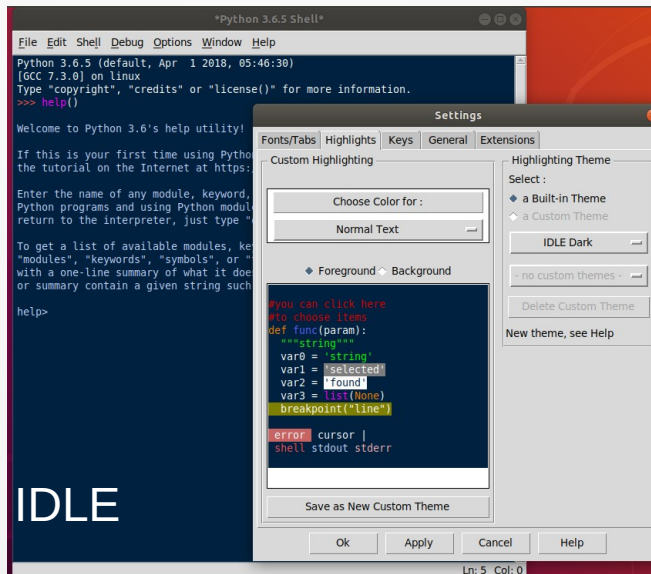 *Python 3.6.5 Shell*
File Edit Shell Debug Options Window Help
Python 3.6.5 (default, Apr  1 2018, 05:46:30)
[GCC 7.3.0] on linux
Type "copyright", "credits" or "license()" for more information.
>>> help()
Welcome to Python 3.6's help utility!
If this is your first time using Pytho
the tutorial on the Internet at https:
Enter the name of any module, keyword,
Python programs and using Python modul
return to the interpreter, just type "
To get a list of available modules, ke
"modules", "keywords", "symbols", or "
with a one-line summary of what it doe
or summary contain a given string such
help>
IDLE
Ln: 5 Col: 0
Settings
Fonts/Tabs Highlights Keys General Extensions
Custom Highlighting
Choose Color for :
Normal Text
Foreground Background
#you can click here
#to choose items
def func(param):
"""string"""
var0 = 'string'
var1 = 'selected'
var2 = 'found'
var3 = list(None)
breakpoint("line")
error cursor |
shell stdout stderr
Save as New Custom Theme
Highlighting Theme
Select :
a Built-in Theme
a Custom Theme
IDLE Dark
- no custom themes -
Delete Custom Theme
New theme, see Help
Ok Apply Cancel Help